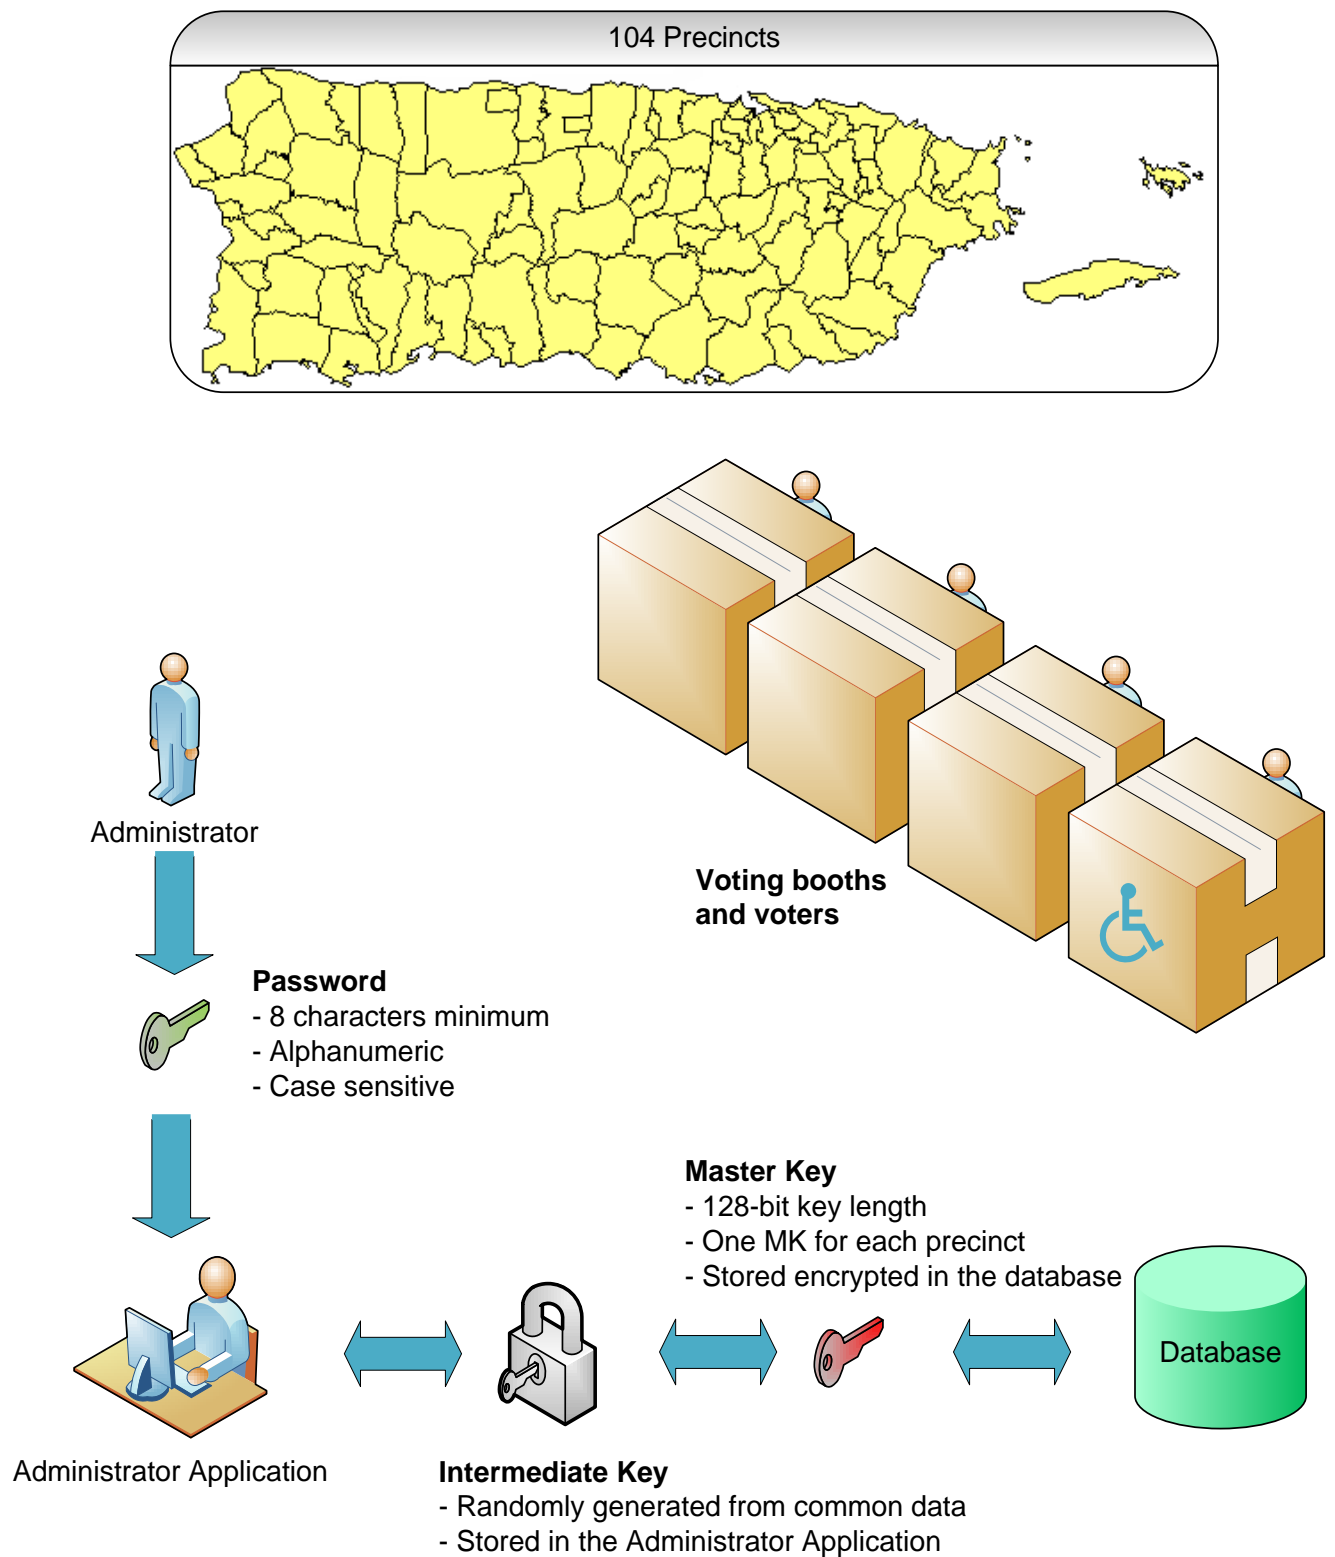 104 Precincts
Administrator
Voting booths
and voters
Password
- 8 characters minimum
- Alphanumeric
- Case sensitive
Master Key
- 128-bit key length
- One MK for each precinct
- Stored encrypted in the database
Database
Administrator Application
Intermediate Key
- Randomly generated from common data
- Stored in the Administrator Application